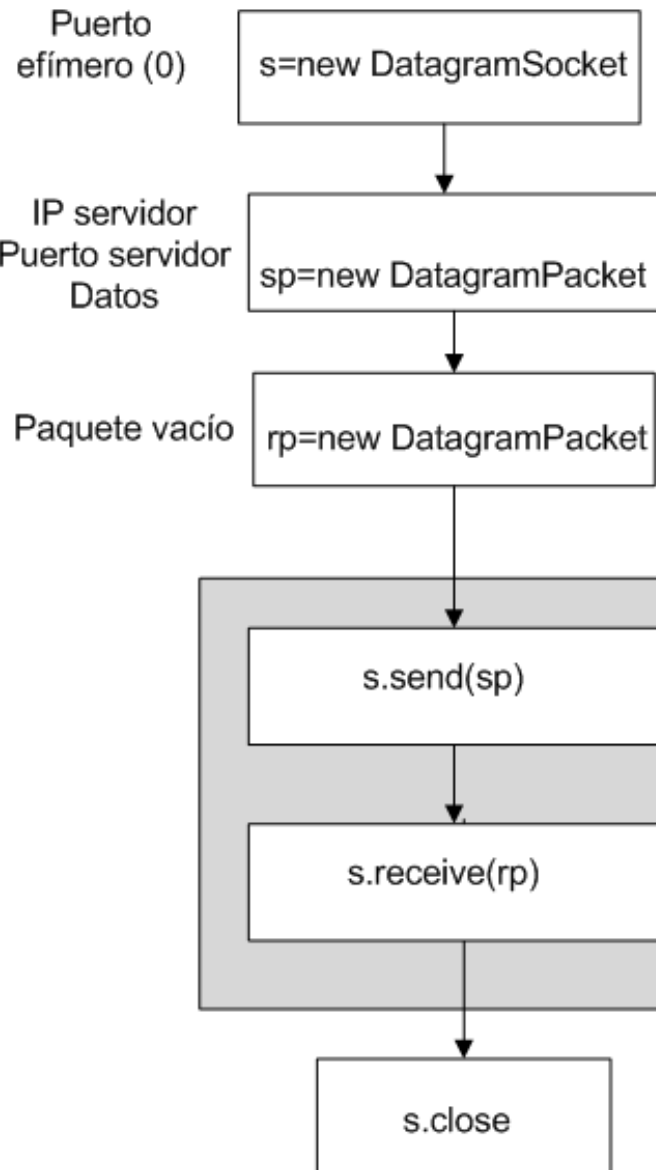 Puerto
efímero (0)
s=new DatagramSocket
IP servidor
Puerto servidor
Datos
sp=new DatagramPacket
Paquete vacío
rp=new DatagramPacket
s.send(sp)
s.receive(rp)
s.close